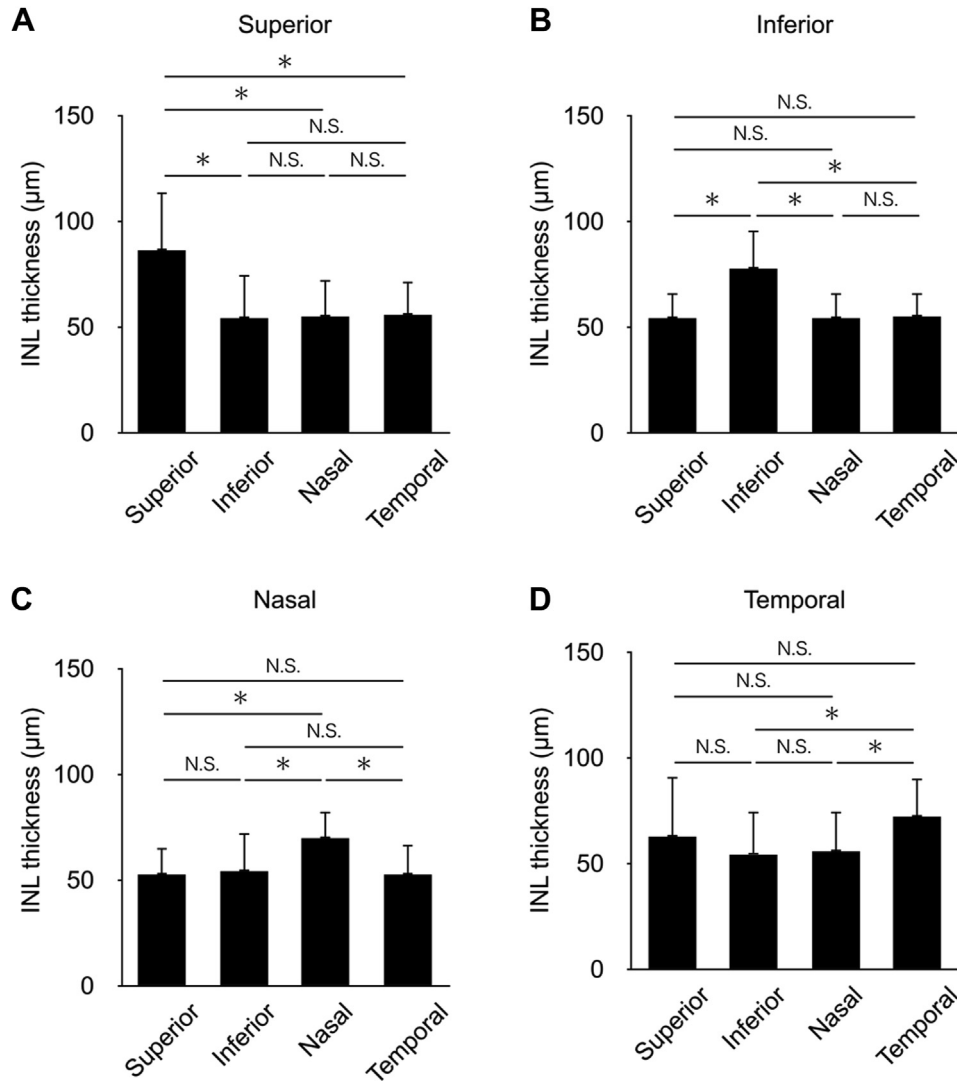 A
Superior
*
*
N.S.
*
N.S.
N.S.
150
100
50
0
INL thickness (μm)
Superior
Inferior
Nasal
Temporal
B
Inferior
N.S.
N.S.
*
*
*
N.S.
150
100
50
0
INL thickness (μm)
Superior
Inferior
Nasal
Temporal
C
Nasal
N.S.
*
N.S.
N.S.
*
*
150
100
50
0
INL thickness (μm)
Superior
Inferior
Nasal
Temporal
D
Temporal
N.S.
N.S.
*
N.S.
N.S.
*
150
100
50
0
INL thickness (μm)
Superior
Inferior
Nasal
Temporal